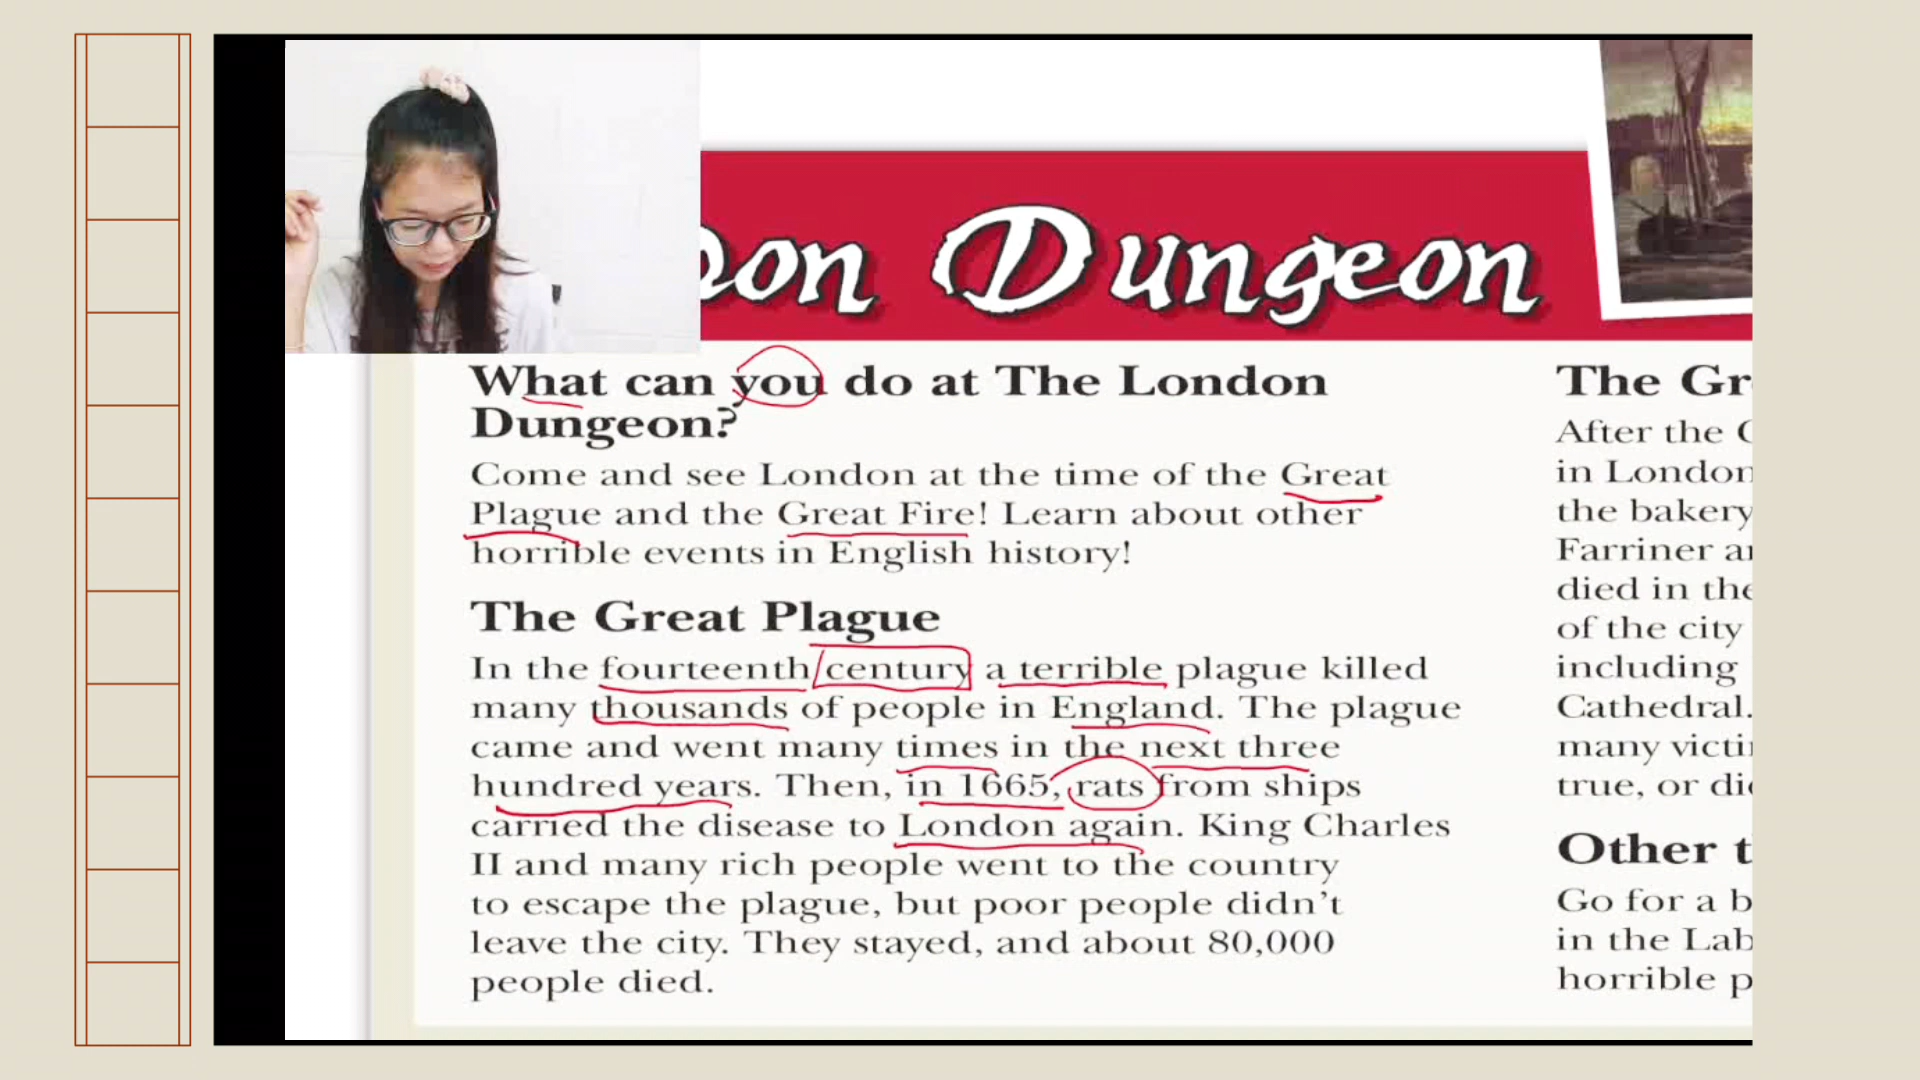 Dungeon
What can you do at The London
Dungeon?
Come and see London at the time of the Great
Plague and the Great Fire! Learn about other
horrible events in English history!
The Great Plague
In the fourteenth century a terrible plague killed
many thousands of people in England. The plague
came and went many times in the next three
hundred years. Then, in 1665, rats from ships
carried the disease to London again. King Charles
II and many rich people went to the country
to escape the plague, but poor people didn't
leave the city. They stayed, and about 80,000
people died.
The
After the
in London
the bakery
Farriner
died in the
of the city
including
Cathedral.
many
true, or
Other
Go for a
in the
horrible